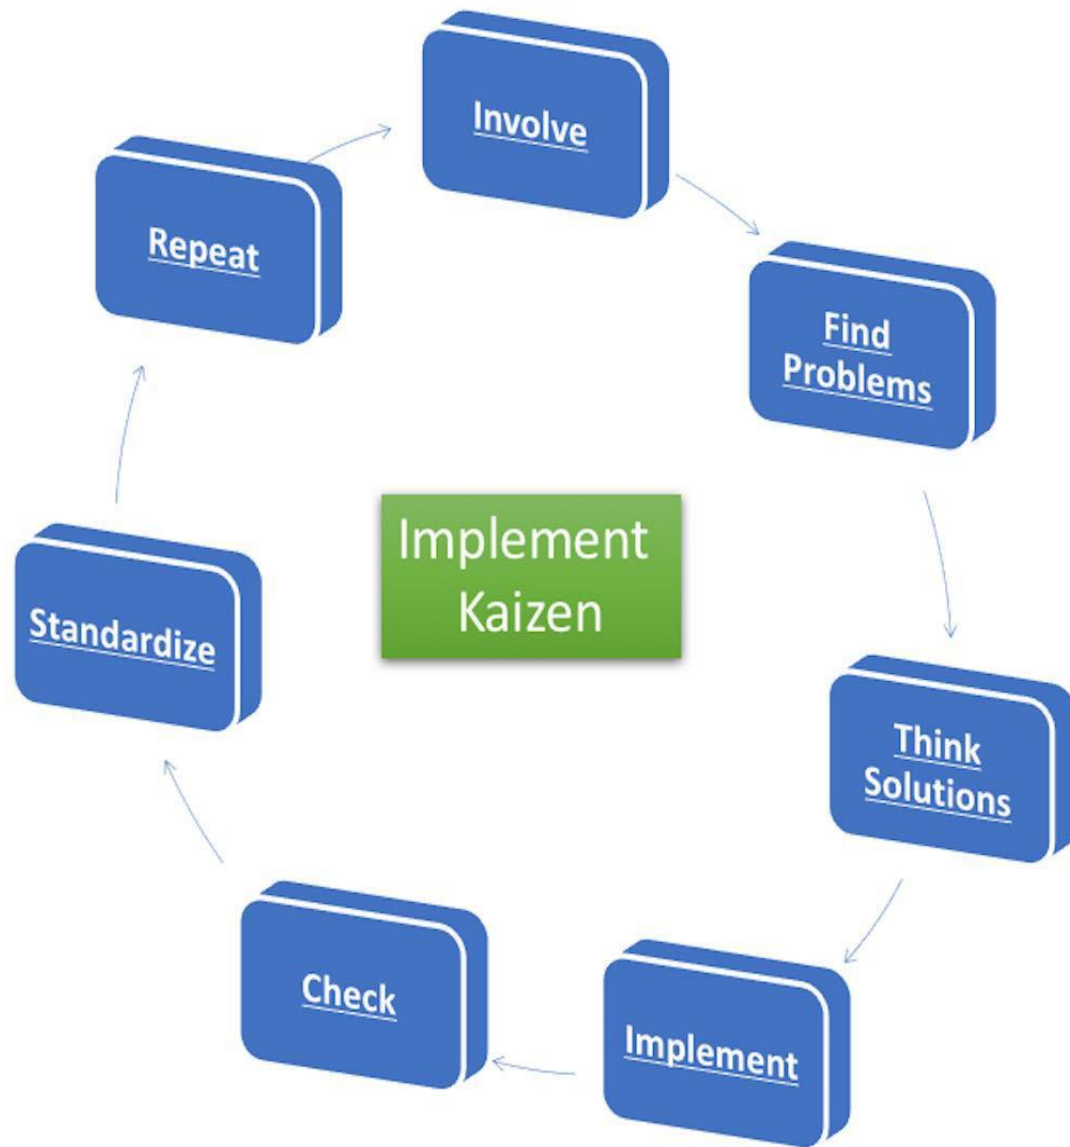 Involve
Find
Problems
Think
Solutions
Implement
Check
Standardize
Repeat
Implement
Kaizen